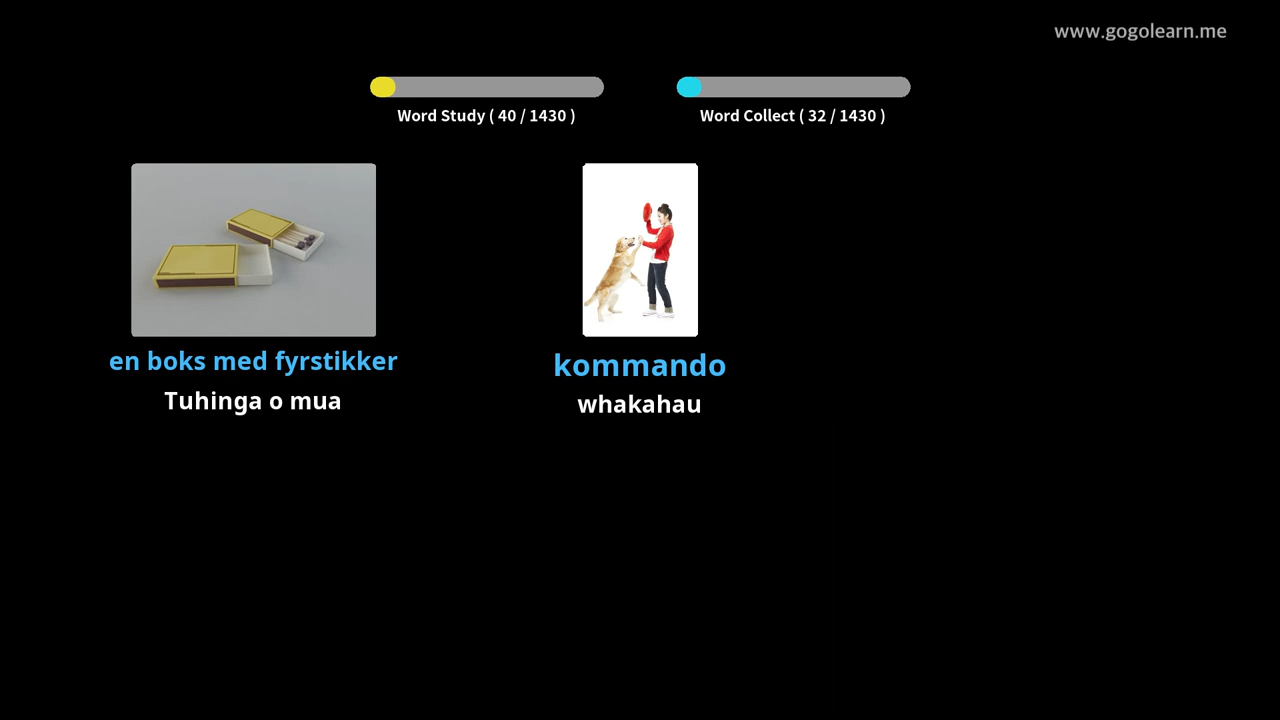 www.gogolearn.me
Word Study ( 40 / 1430 )
Word Collect ( 32 / 1430 )
en boks med fyrstikker
Tuhinga o mua
kommando
whakahau